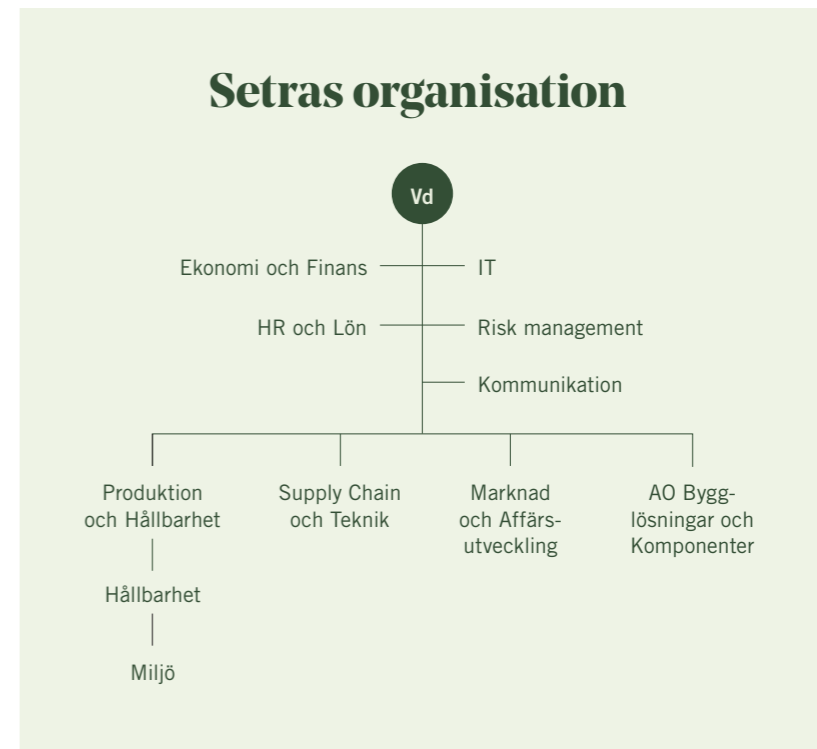 Setras organisation
Vd
Ekonomi och Finans
IT
HR och Lön
Risk management
Kommunikation
Produktion
och Hållbarhet
Supply Chain
och Teknik
Marknad
och Affärs-
utveckling
AO Bygg-
lösningar och
Komponenter
Hållbarhet
Miljö